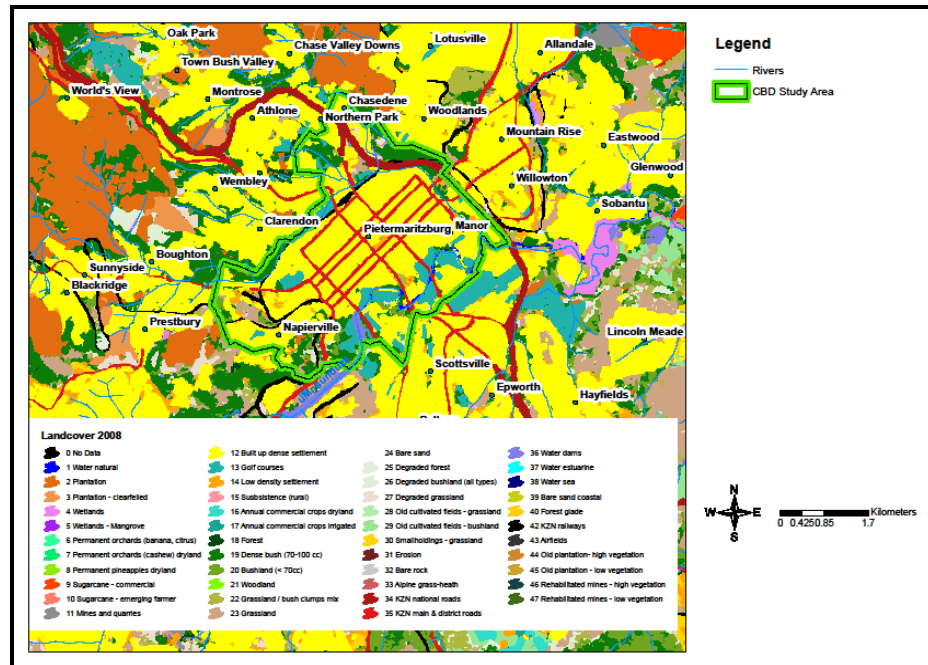 Oak Park
Chase Valley Downs
Lotusville
Allandale
Town Bush Valley
World's View
Montrose
Chasedene
Athlone
Northern Park
Woodlands
Mountain Rise
Eastwood
Glenwood
Wembley
Willowton
Sobantu
Clarendon
Pietermaritzburg
Manor
Boughton
Sunnyside
Blackridge
Prestbury
Napierville
Lincoln Meade
Scottsville
Epworth
Hayfields
Legend
Rivers
CBD Study Area
Landcover 2008
0 No Data
1 Water natural
2 Plantation
3 Plantation - clearfelled
4 Wetlands
5 Wetlands - Mangrove
6 Permanent orchards (banana, citrus)
7 Permanent orchards (cashew) dryland
8 Permanent pineapples dryland
9 Sugarcane - commercial
10 Sugarcane - emerging farmer
11 Mines and quarries
12 Built up dense settlement
13 Golf courses
14 Low density settlement
15 Susbsistence (rural)
16 Annual commercial crops dryland
17 Annual commercial crops irrigated
18 Forest
19 Dense bush (70-100 cc)
20 Bushland (< 70cc)
21 Woodland
22 Grassland / bush clumps mix
23 Grassland
24 Bare sand
25 Degraded forest
26 Degraded bushland (all types)
27 Degraded grassland
28 Old cultivated fields - grassland
29 Old cultivated fields - bushland
30 Smallholdings - grassland
31 Erosion
32 Bare rock
33 Alpine grass-heath
34 KZN national roads
35 KZN main & district roads
36 Water dams
37 Water estuarine
38 Water sea
39 Bare sand coastal
40 Forest glade
42 KZN railways
43 Airfields
44 Old plantation- high vegetation
45 Old plantation - low vegetation
46 Rehabilitated mines - high vegetation
47 Rehabilitated mines - low vegetation
N
W E
S
Kilometers
0 0.425 0.85 1.7